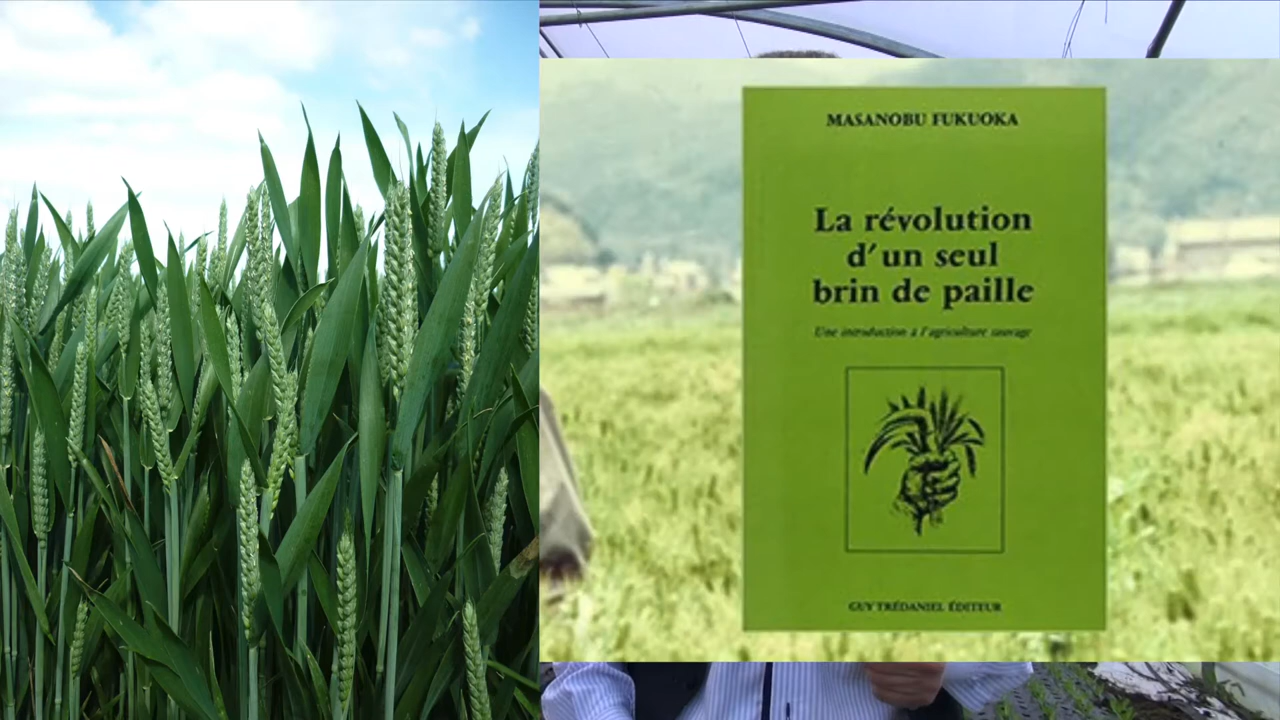 MASANOBU FUKUOKA
La révolution
d'un seul
brin de paille
Une introduction à l'agriculture sauvage
GUY TRÉDANIEL ÉDITEUR